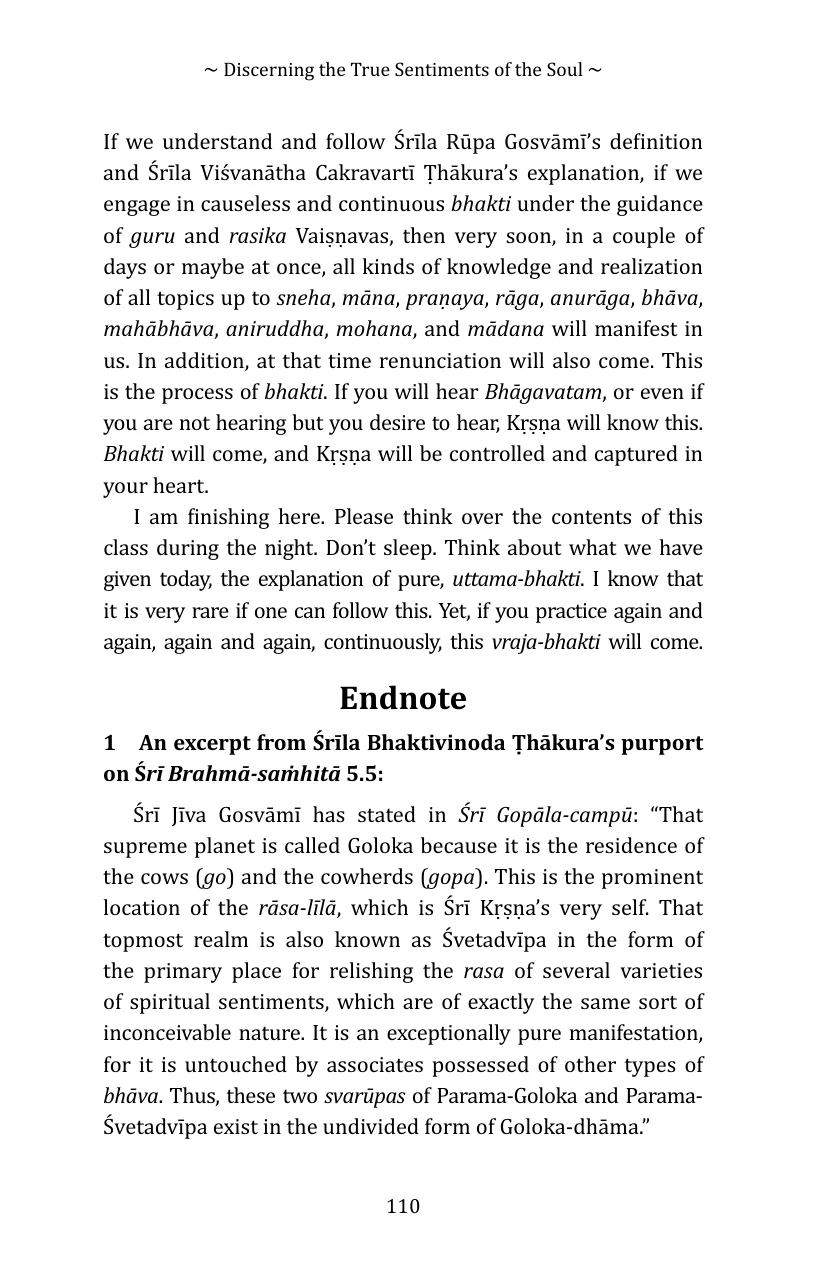 ~ Discerning the True Sentiments of the Soul ~
If we understand and follow Śrīla Rūpa Gosvāmī’s definition
and Śrīla Viśvanātha Cakravartī Ṭhākura’s explanation, if we
engage in causeless and continuous bhakti under the guidance
of guru and rasika Vaiṣṇavas, then very soon, in a couple of
days or maybe at once, all kinds of knowledge and realization
of all topics up to sneha, māna, praṇaya, rāga, anurāga, bhāva,
mahābhāva, aniruddha, mohana, and mādana will manifest in
us. In addition, at that time renunciation will also come. This
is the process of bhakti. If you will hear Bhāgavatam, or even if
you are not hearing but you desire to hear, Kṛṣṇa will know this.
Bhakti will come, and Kṛṣṇa will be controlled and captured in
your heart.
I am finishing here. Please think over the contents of this
class during the night. Don’t sleep. Think about what we have
given today, the explanation of pure, uttama-bhakti. I know that
it is very rare if one can follow this. Yet, if you practice again and
again, again and again, continuously, this vraja-bhakti will come.
Endnote
1 An excerpt from Śrīla Bhaktivinoda Ṭhākura’s purport
on Śrī Brahmā-saṁhitā 5.5:
Śrī Jīva Gosvāmī has stated in Śrī Gopāla-campū: “That
supreme planet is called Goloka because it is the residence of
the cows (go) and the cowherds (gopa). This is the prominent
location of the rāsa-līlā, which is Śrī Kṛṣṇa’s very self. That
topmost realm is also known as Śvetadvīpa in the form of
the primary place for relishing the rasa of several varieties
of spiritual sentiments, which are of exactly the same sort of
inconceivable nature. It is an exceptionally pure manifestation,
for it is untouched by associates possessed of other types of
bhāva. Thus, these two svarūpas of Parama-Goloka and Parama-
Śvetadvīpa exist in the undivided form of Goloka-dhāma.”
110